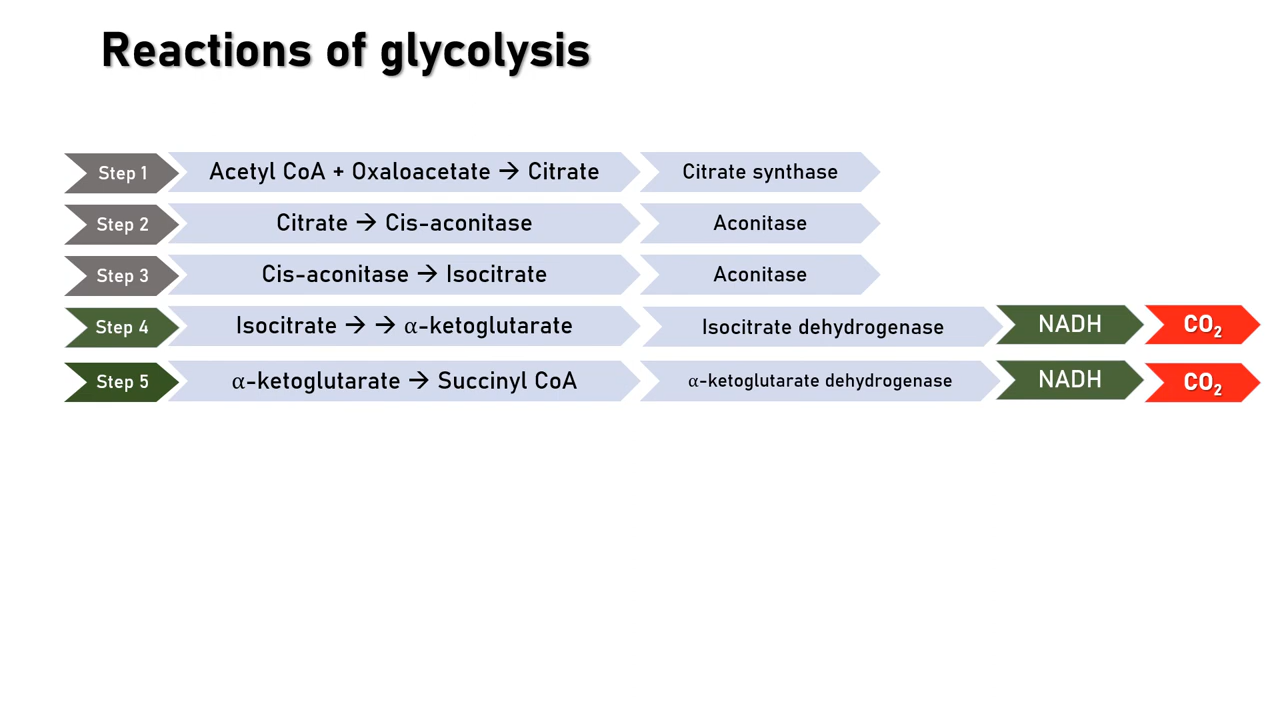 Reactions of glycolysis
Step 1 Acetyl CoA + Oxaloacetate → Citrate Citrate synthase
Step 2 Citrate → Cis-aconitase Aconitase
Step 3 Cis-aconitase → Isocitrate Aconitase
Step 4 Isocitrate → → α-ketoglutarate Isocitrate dehydrogenase NADH CO₂
Step 5 α-ketoglutarate → Succinyl CoA α-ketoglutarate dehydrogenase NADH CO₂